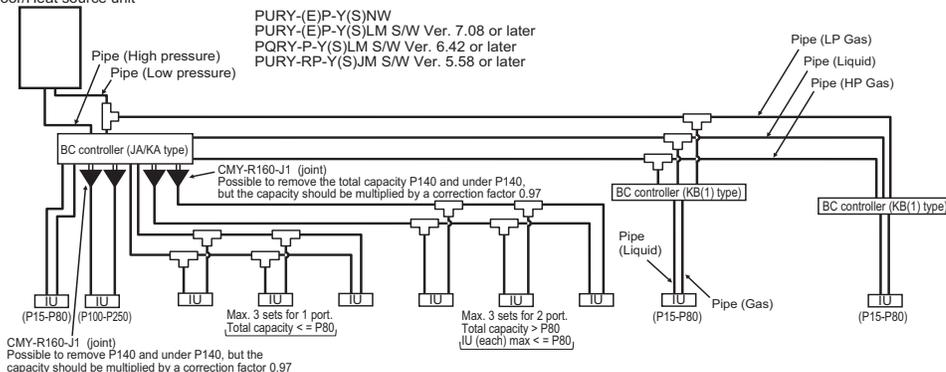 PURY-(E)P-Y(S)NW
PURY-(E)P-Y(S)LM S/W Ver. 7.08 or later
PQRY-P-Y(S)LM S/W Ver. 6.42 or later
PURY-RP-Y(S)JM S/W Ver. 5.58 or later
Pipe (High pressure)
Pipe (Low pressure)
Pipe (LP Gas)
Pipe (Liquid)
Pipe (HP Gas)
BC controller (JA/KA type)
CMY-R160-J1 (joint)
Possible to remove the total capacity P140 and under P140,
but the capacity should be multiplied by a correction factor 0.97
BC controller (KB(1) type)
BC controller (KB(1) type)
Pipe
(Liquid)
Pipe (Gas)
IU
IU
IU
IU
IU
IU
IU
IU
IU
IU
(P15-P80)
(P100-P250)
Max. 3 sets for 1 port.
Total capacity < = P80
Max. 3 sets for 2 port.
Total capacity > P80
IU (each) max < = P80
(P15-P80)
(P15-P80)
CMY-R160-J1 (joint)
Possible to remove P140 and under P140, but the
capacity should be multiplied by a correction factor 0.97